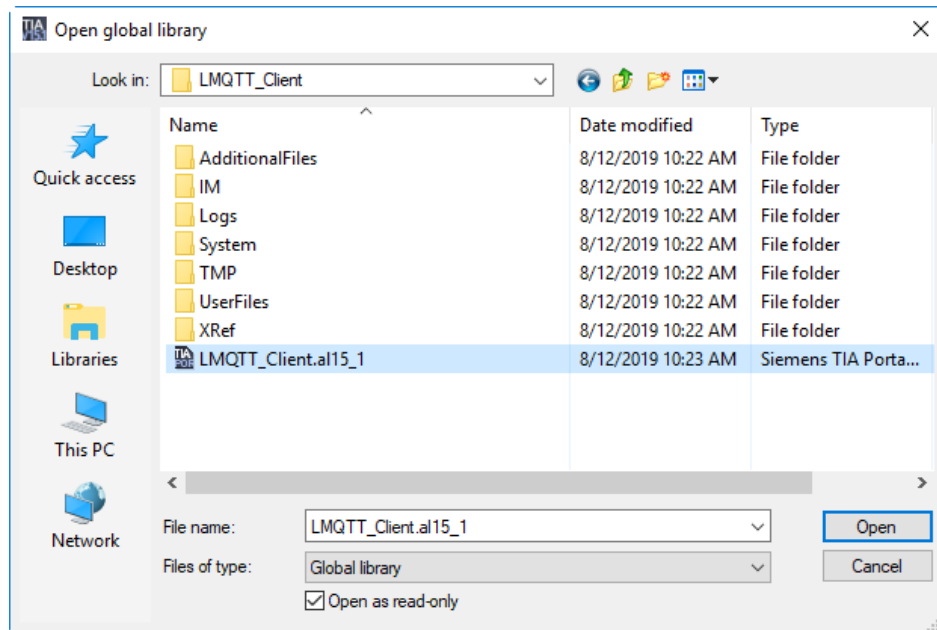 Open global library
Look in: LMQTT_Client
Name Date modified Type
AdditionalFiles 8/12/2019 10:22 AM File folder
IM 8/12/2019 10:22 AM File folder
Logs 8/12/2019 10:22 AM File folder
System 8/12/2019 10:22 AM File folder
TMP 8/12/2019 10:22 AM File folder
UserFiles 8/12/2019 10:22 AM File folder
XRef 8/12/2019 10:22 AM File folder
LMQTT_Client.al15_1 8/12/2019 10:23 AM Siemens TIA Porta...
Quick access
Desktop
Libraries
This PC
Network
File name: LMQTT_Client.al15_1 Open
Files of type: Global library Cancel
Open as read-only